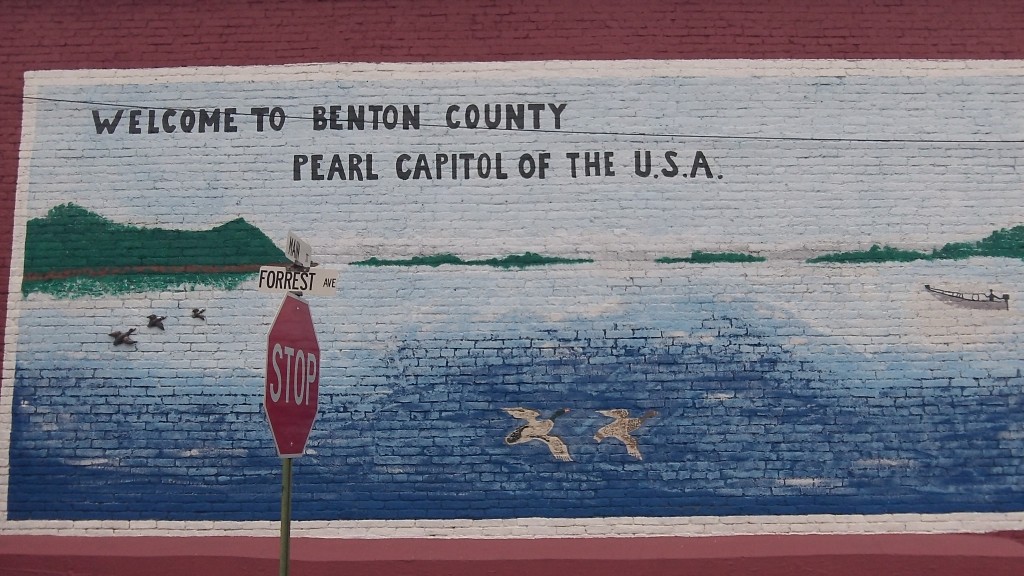 WELCOME TO BENTON COUNTY
PEARL CAPITOL OF THE U.S.A.
MAIN
FORREST AVE
STOP